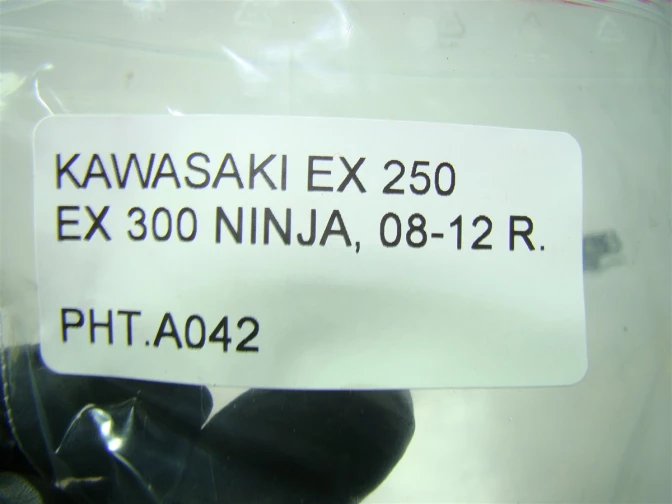 KAWASAKI EX 250
EX 300 NINJA, 08-12 R.
PHT.A042